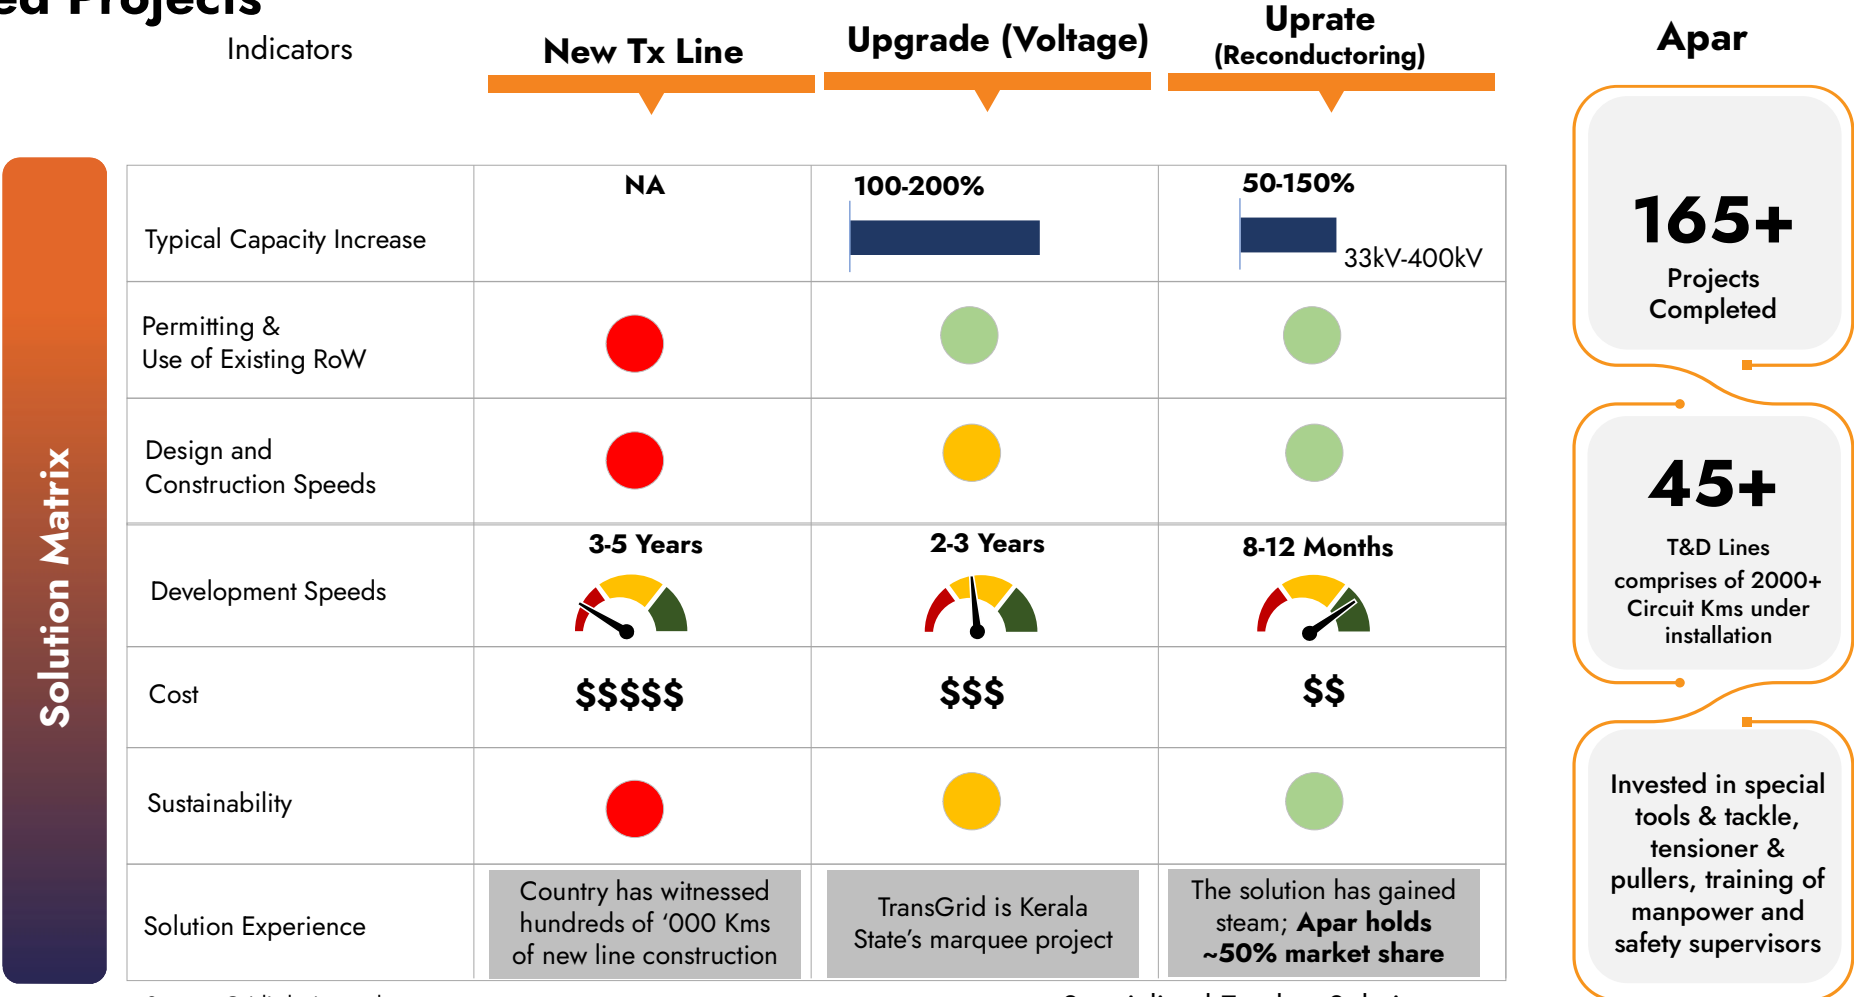 Projects
Indicators
New Tx Line
Upgrade (Voltage)
Uprate
(Reconductoring)
Apar
Solution Matrix
Typical Capacity Increase
NA
100-200%
50-150%
33kV-400kV
Permitting &
Use of Existing RoW
Design and
Construction Speeds
Development Speeds
3-5 Years
2-3 Years
8-12 Months
Cost
$$$$$
$$$
$$
Sustainability
Solution Experience
Country has witnessed
hundreds of ‘000 Kms
of new line construction
TransGrid is Kerala
State’s marquee project
The solution has gained
steam; Apar holds
~50% market share
165+
Projects
Completed
45+
T&D Lines
comprises of 2000+
Circuit Kms under
installation
Invested in special
tools & tackle,
tensioner &
pullers, training of
manpower and
safety supervisors